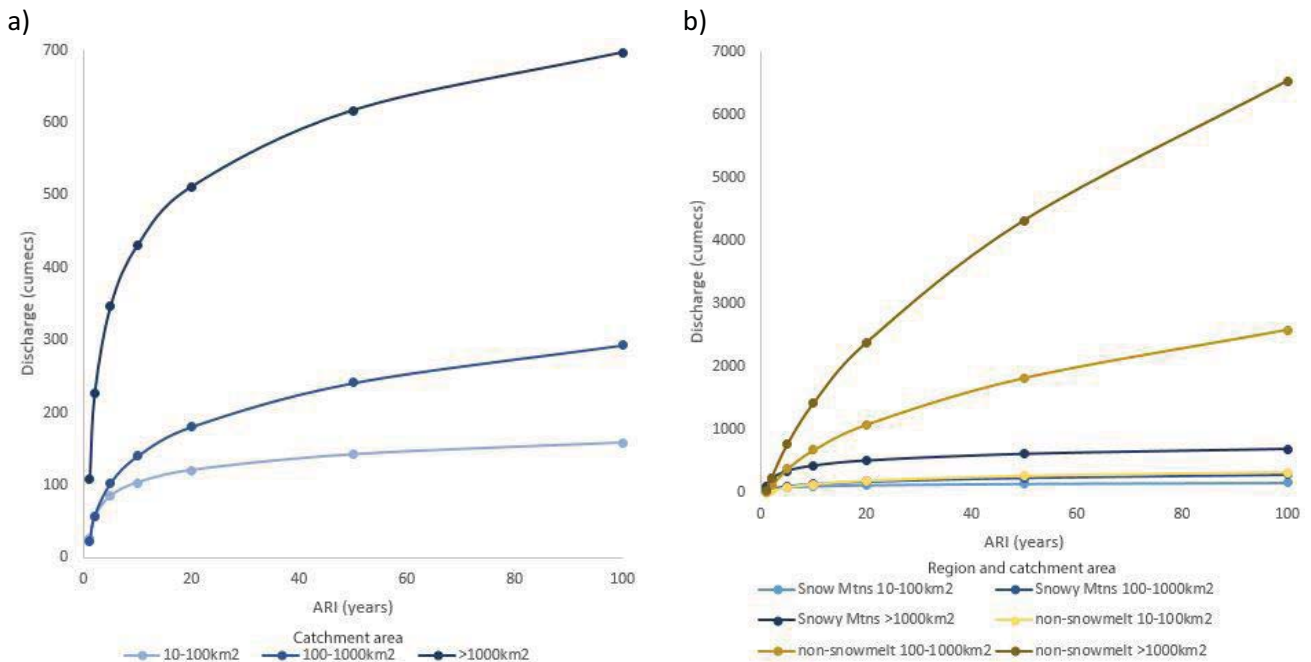 a)
700
600
500
400
300
200
100
0
Discharge (cumecs)
0 20 40 60 80 100
ARI (years)
Catchment area
10-100km2 100-1000km2 >1000km2
b)
7000
6000
5000
4000
3000
2000
1000
0
Discharge (cumecs)
0 20 40 60 80 100
ARI (years)
Region and catchment area
Snow Mtns 10-100km2 Snowy Mtns 100-1000km2
Snowy Mtns >1000km2 non-snowmelt 10-100km2
non-snowmelt 100-1000km2 non-snowmelt >1000km2